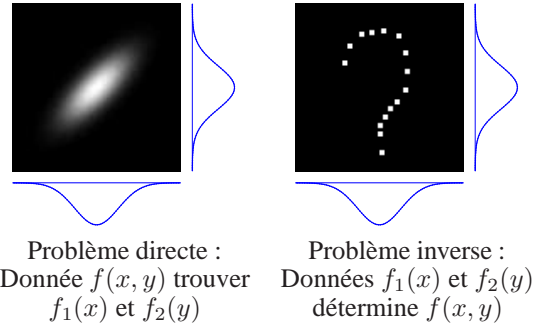 Problème directe :
Donnée f(x, y) trouver
f₁(x) et f₂(y)
Problème inverse :
Données f₁(x) et f₂(y)
détermine f(x, y)